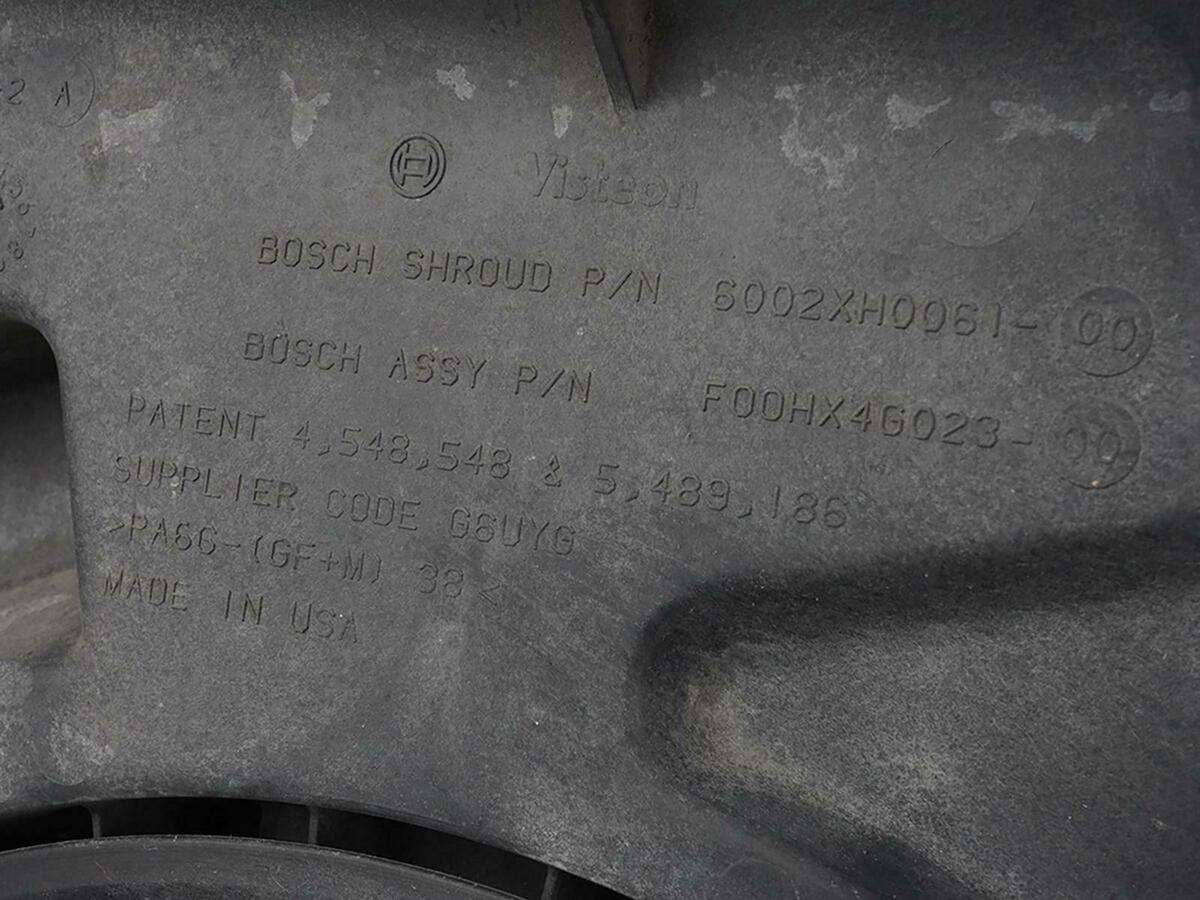 -2 A
Visteon
BOSCH SHROUD P/N 6002XH0061-00
BOSCH ASSY P/N F00HX4G023-00
PATENT 4,548,548 & 5,489,186
SUPPLIER CODE G6UYG
>PA66-(GF+M) 38<
MADE IN USA